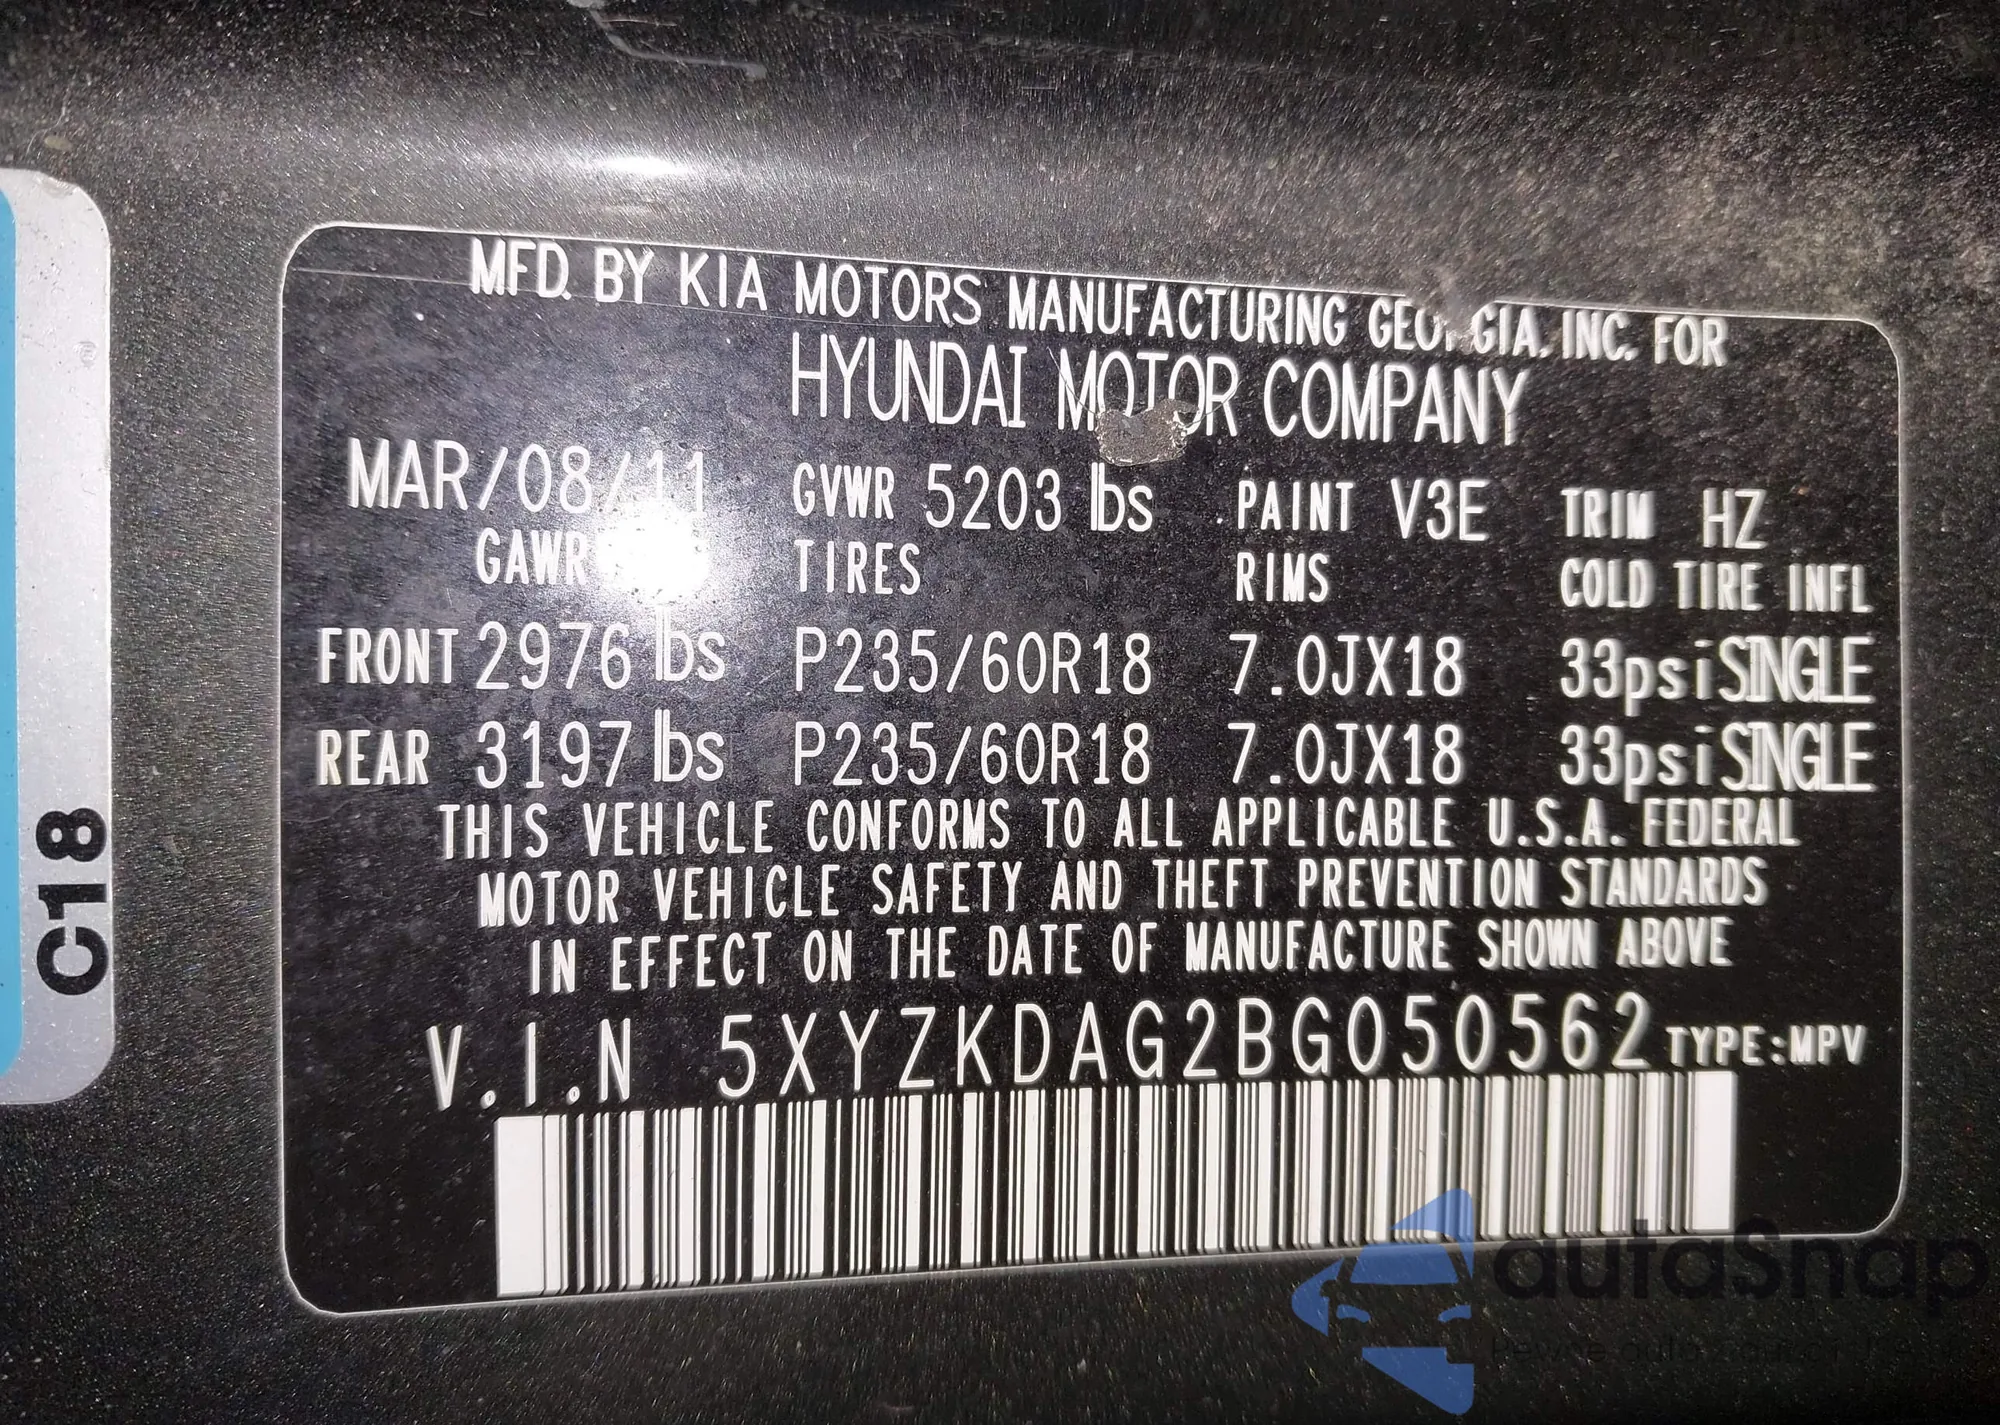 MFD. BY KIA MOTORS MANUFACTURING GEORGIA, INC. FOR
HYUNDAI MOTOR COMPANY
MAR/08/11 GVWR 5203 lbs PAINT V3E TRIM HZ
GAWR TIRES RIMS COLD TIRE INFL
FRONT 2976 lbs P235/60R18 7.0JX18 33psi SINGLE
REAR 3197 lbs P235/60R18 7.0JX18 33psi SINGLE
THIS VEHICLE CONFORMS TO ALL APPLICABLE U.S.A. FEDERAL
MOTOR VEHICLE SAFETY AND THEFT PREVENTION STANDARDS
IN EFFECT ON THE DATE OF MANUFACTURE SHOWN ABOVE
V.I.N 5XYZKDAG2BG050562 TYPE:MPV
C18
autaSnap